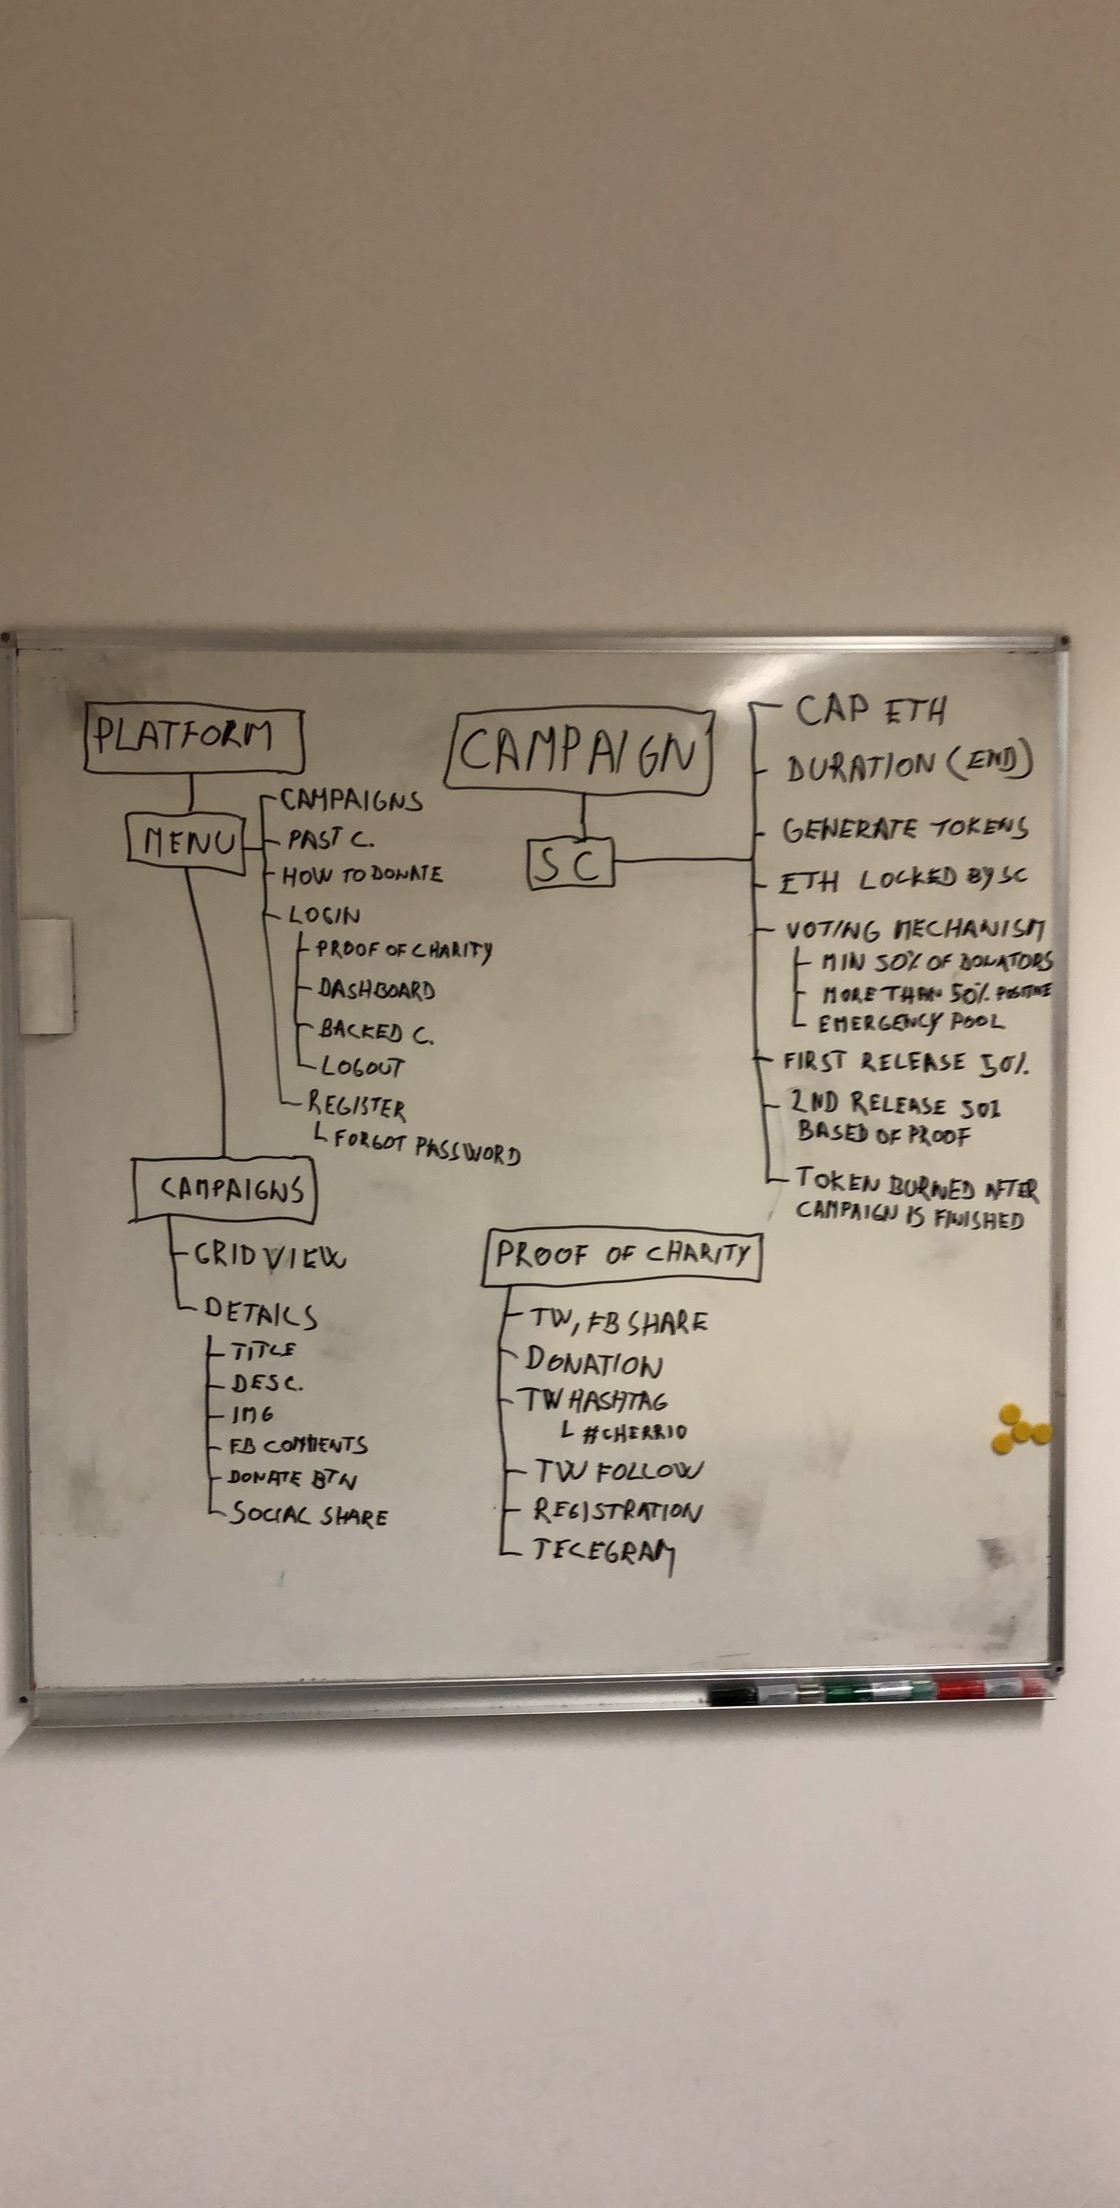 PLATFORM
MENU
CAMPAIGNS
PAST C.
HOW TO DONATE
LOGIN
PROOF OF CHARITY
DASHBOARD
BACKED C.
LOGOUT
REGISTER
FORGOT PASSWORD
CAMPAIGNS
GRID VIEW
DETAILS
TITLE
DESC.
IMG
FB COMMENTS
DONATE BTN
SOCIAL SHARE
CAMPAIGN
SC
CAP ETH
DURATION (END)
GENERATE TOKENS
ETH LOCKED BY SC
VOTING MECHANISM
MIN 50% OF DONATORS
MORE THAN 50% POSITIVE
EMERGENCY POOL
FIRST RELEASE 50%
2ND RELEASE 50%
BASED OF PROOF
TOKEN BURNED AFTER
CAMPAIGN IS FINISHED
PROOF OF CHARITY
TW, FB SHARE
DONATION
TW HASHTAG
#CHERRIO
TW FOLLOW
REGISTRATION
TELEGRAM